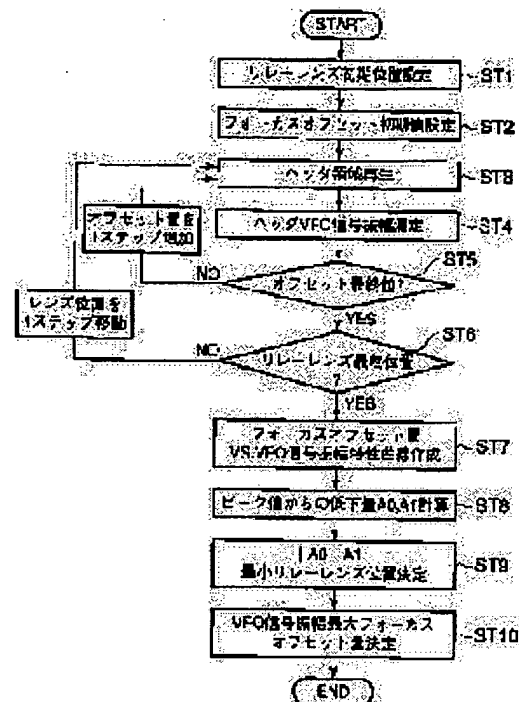 START
リレーレンズ初期位置設定
ST1
フォーカスオフセット初期値設定
ST2
ヘッダ領域再生
ST3
オフセット量を
1ステップ増加
ヘッダVFO信号振幅測定
ST4
ST5
NO
オフセット最終値?
レンズ位置を
1ステップ移動
YES
ST6
NO
リレーレンズ最終位置
YES
フォーカスオフセット量
VS.VFO信号振幅特性曲線作成
ST7
ピーク値からの低下量A0,A1計算
ST8
A0 A1
最小リレーレンズ位置決定
ST9
VFO信号振幅最大フォーカス
オフセット量決定
ST10
END